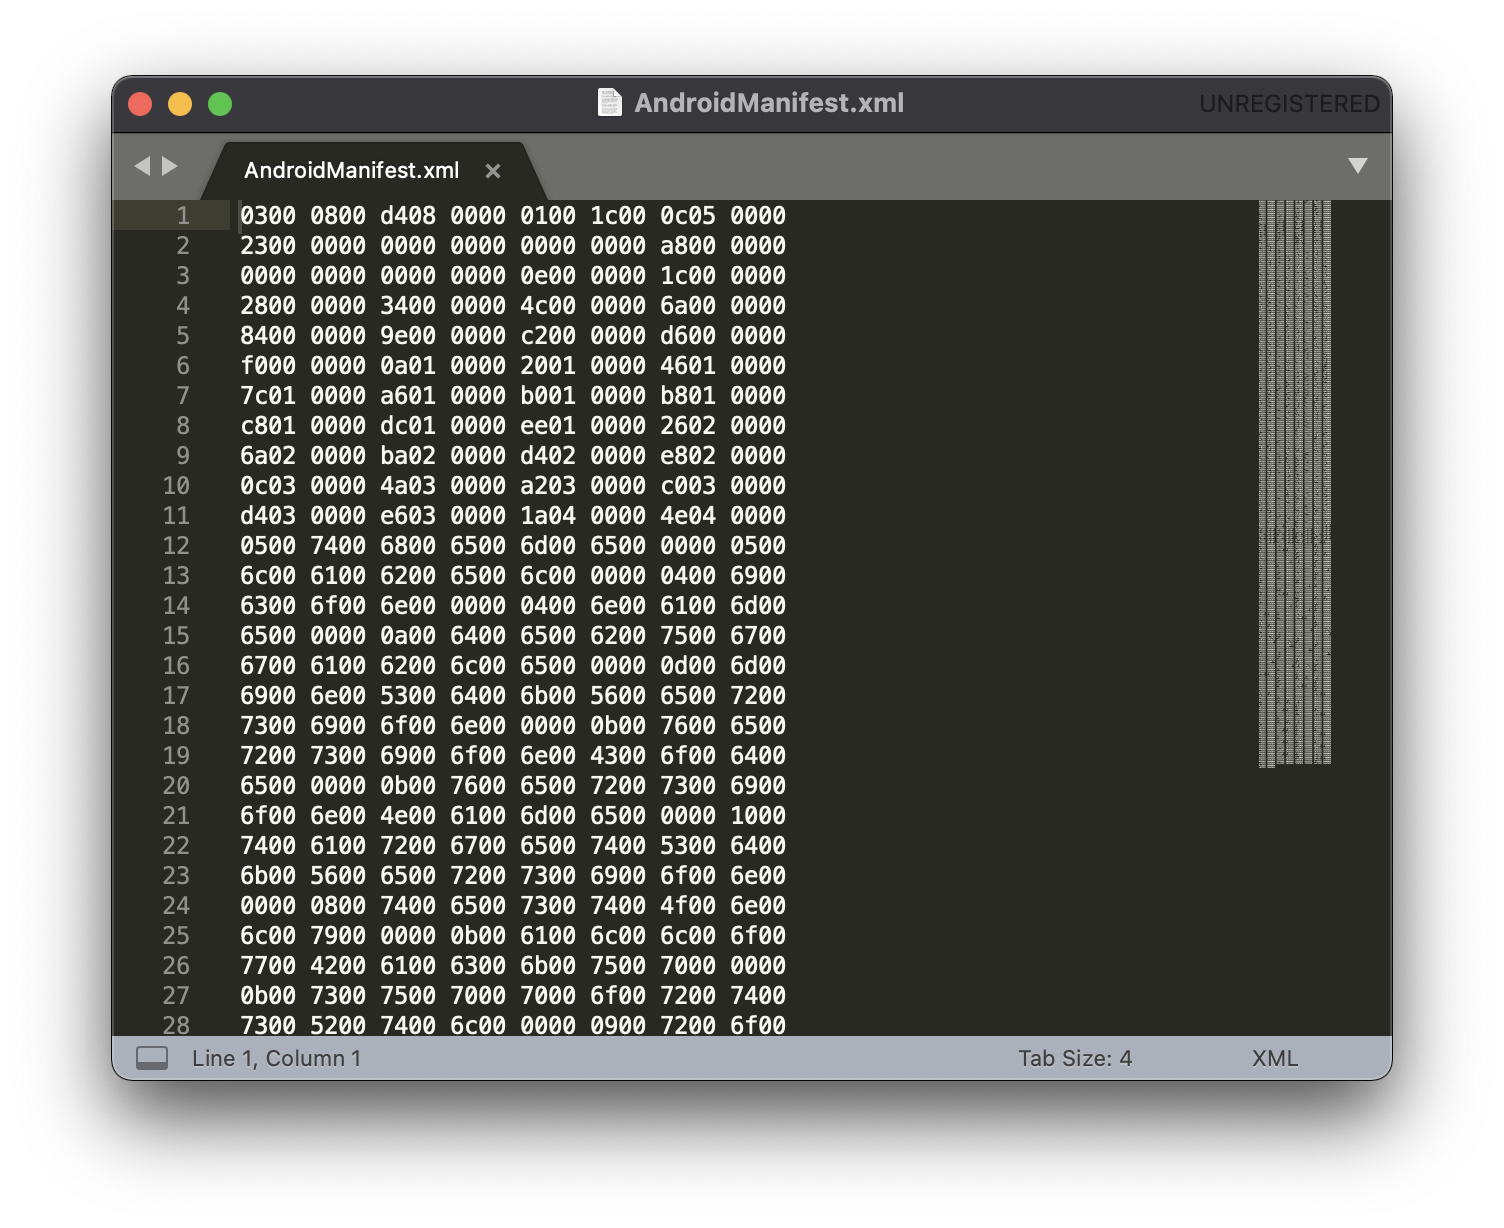 AndroidManifest.xml
UNREGISTERED
AndroidManifest.xml ×
1 0300 0800 d408 0000 0100 1c00 0c05 0000
2 2300 0000 0000 0000 0000 0000 a800 0000
3 0000 0000 0000 0000 0e00 0000 1c00 0000
4 2800 0000 3400 0000 4c00 0000 6a00 0000
5 8400 0000 9e00 0000 c200 0000 d600 0000
6 f000 0000 0a01 0000 2001 0000 4601 0000
7 7c01 0000 a601 0000 b001 0000 b801 0000
8 c801 0000 dc01 0000 ee01 0000 2602 0000
9 6a02 0000 ba02 0000 d402 0000 e802 0000
10 0c03 0000 4a03 0000 a203 0000 c003 0000
11 d403 0000 e603 0000 1a04 0000 4e04 0000
12 0500 7400 6800 6500 6d00 6500 0000 0500
13 6c00 6100 6200 6500 6c00 0000 0400 6900
14 6300 6f00 6e00 0000 0400 6e00 6100 6d00
15 6500 0000 0a00 6400 6500 6200 7500 6700
16 6700 6100 6200 6c00 6500 0000 0d00 6d00
17 6900 6e00 5300 6400 6b00 5600 6500 7200
18 7300 6900 6f00 6e00 0000 0b00 7600 6500
19 7200 7300 6900 6f00 6e00 4300 6f00 6400
20 6500 0000 0b00 7600 6500 7200 7300 6900
21 6f00 6e00 4e00 6100 6d00 6500 0000 1000
22 7400 6100 7200 6700 6500 7400 5300 6400
23 6b00 5600 6500 7200 7300 6900 6f00 6e00
24 0000 0800 7400 6500 7300 7400 4f00 6e00
25 6c00 7900 0000 0b00 6100 6c00 6c00 6f00
26 7700 4200 6100 6300 6b00 7500 7000 0000
27 0b00 7300 7500 7000 7000 6f00 7200 7400
28 7300 5200 7400 6c00 0000 0900 7200 6f00
Line 1, Column 1
Tab Size: 4
XML